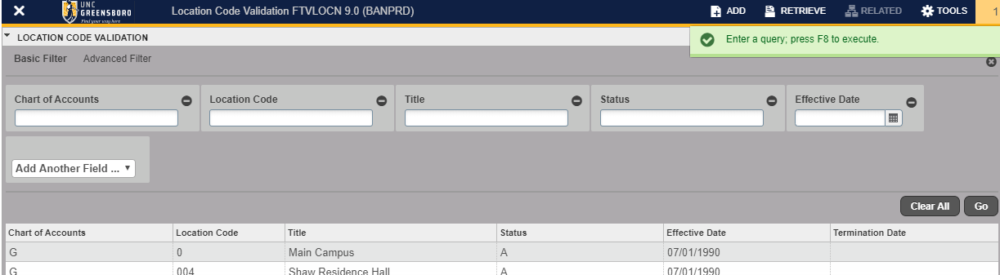 UNC
GREENSBORO
Find your way here
Location Code Validation FTVLOCN 9.0 (BANPRD)
ADD
RETRIEVE
RELATED
TOOLS
1
LOCATION CODE VALIDATION
Enter a query; press F8 to execute.
Basic Filter Advanced Filter
Chart of Accounts Location Code Title Status Effective Date
Add Another Field ...
Clear All Go
Chart of Accounts Location Code Title Status Effective Date Termination Date
G 0 Main Campus A 07/01/1990
G 004 Shaw Residence Hall A 07/01/1990